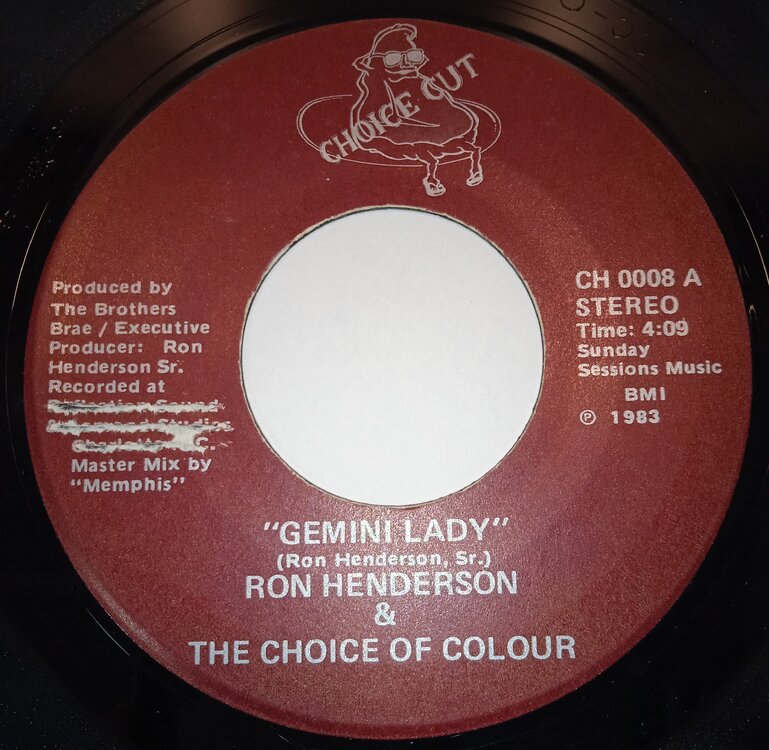 CHOICE CUT
Produced by
The Brothers
Brae / Executive
Producer: Ron
Henderson Sr.
Recorded at
Master Mix by
"Memphis"
CH 0008 A
STEREO
Time: 4:09
Sunday
Sessions Music
BMI
℗ 1983
"GEMINI LADY"
(Ron Henderson, Sr.)
RON HENDERSON
&
THE CHOICE OF COLOUR